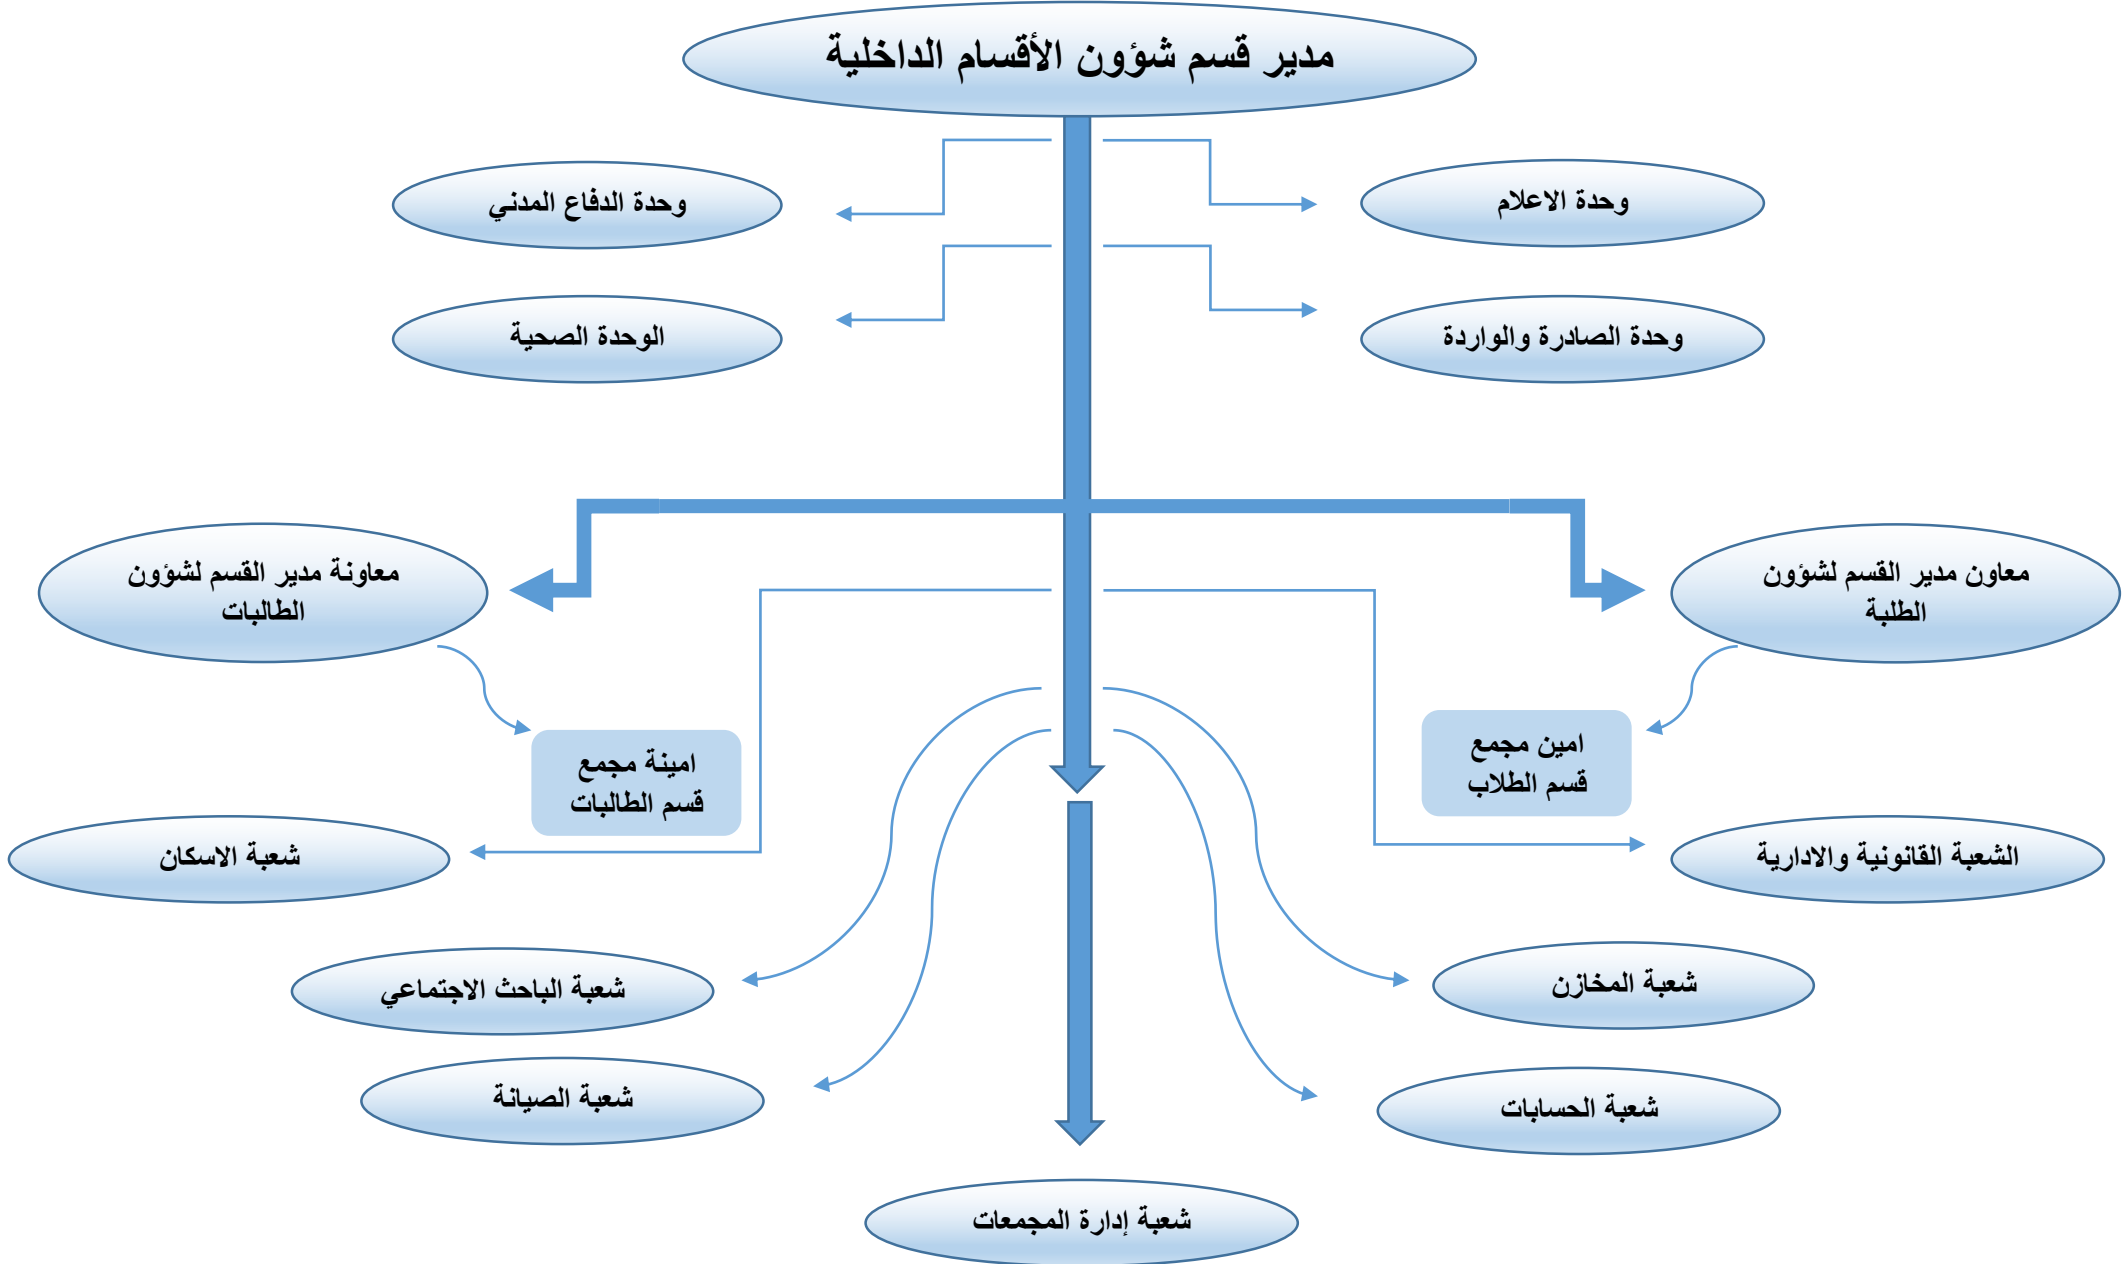 مدير قسم شؤون الأقسام الداخلية
وحدة الاعلام
وحدة الدفاع المدني
وحدة الصادرة والواردة
الوحدة الصحية
معاون مدير القسم لشؤون
الطلبة
معاونة مدير القسم لشؤون
الطالبات
امين مجمع
قسم الطلاب
امينة مجمع
قسم الطالبات
الشعبة القانونية والادارية
شعبة الاسكان
شعبة المخازن
شعبة الباحث الاجتماعي
شعبة الحسابات
شعبة الصيانة
شعبة إدارة المجمعات